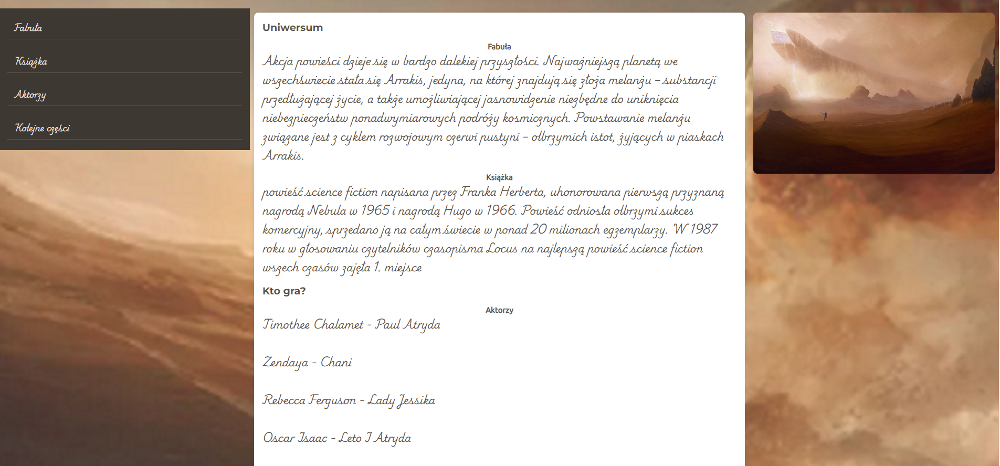 Fabuła
Książka
Aktorzy
Kolejne części
Uniwersum
Fabuła
Akcja powieści dzieje się w bardzo dalekiej przyszłości. Najważniejszą planetą we
wszechświecie stała się Arrakis, jedyna, na której znajdują się złoża melanżu – substancji
przedłużającej życie, a także umożliwiającej jasnowidzenie niezbędne do uniknięcia
niebezpieczeństw ponadwymiarowych podróży kosmicznych. Powstawanie melanżu
związane jest z cyklem rozwojowym czerwi pustyni – olbrzymich istot, żyjących w piaskach
Arrakis.
Książka
powieść science fiction napisana przez Franka Herberta, uhonorowana pierwszą przyznaną
nagrodą Nebula w 1965 i nagrodą Hugo w 1966. Powieść odniosła olbrzymi sukces
komercyjny, sprzedano ją na całym świecie w ponad 20 milionach egzemplarzy. W 1987
roku w głosowaniu czytelników czasopisma Locus na najlepszą powieść science fiction
wszech czasów zajęła 1. miejsce
Kto gra?
Aktorzy
Timothee Chalamet - Paul Atryda
Zendaya - Chani
Rebecca Ferguson - Lady Jessika
Oscar Isaac - Leto I Atryda